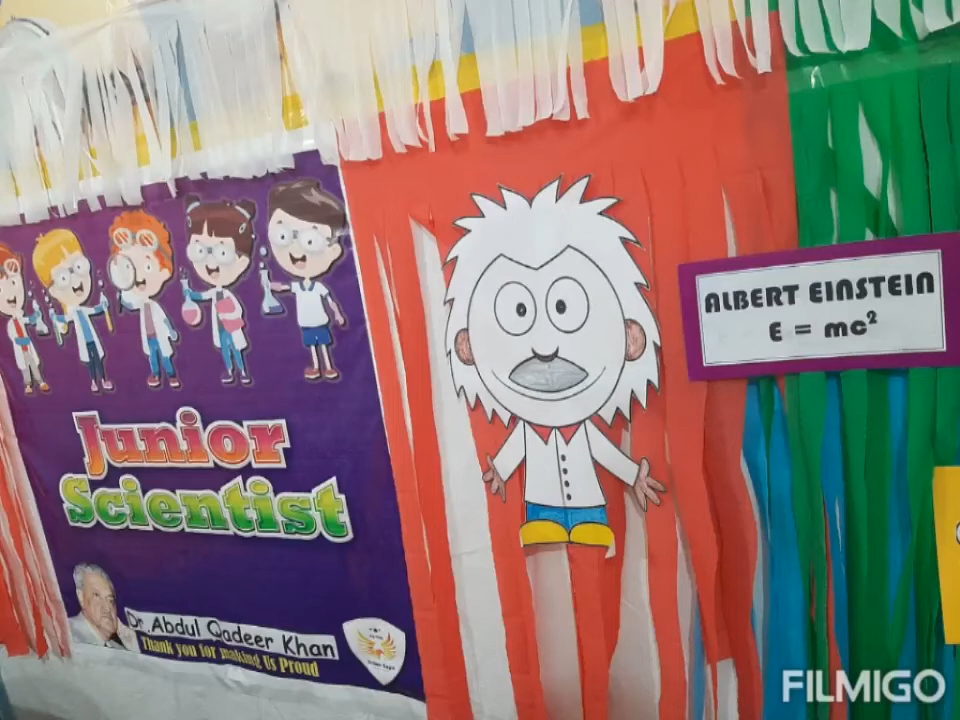 Junior
Scientist
Dr. Abdul Qadeer Khan
Thank you for making Us Proud
ALBERT EINSTEIN
E = mc²
FILMIGO